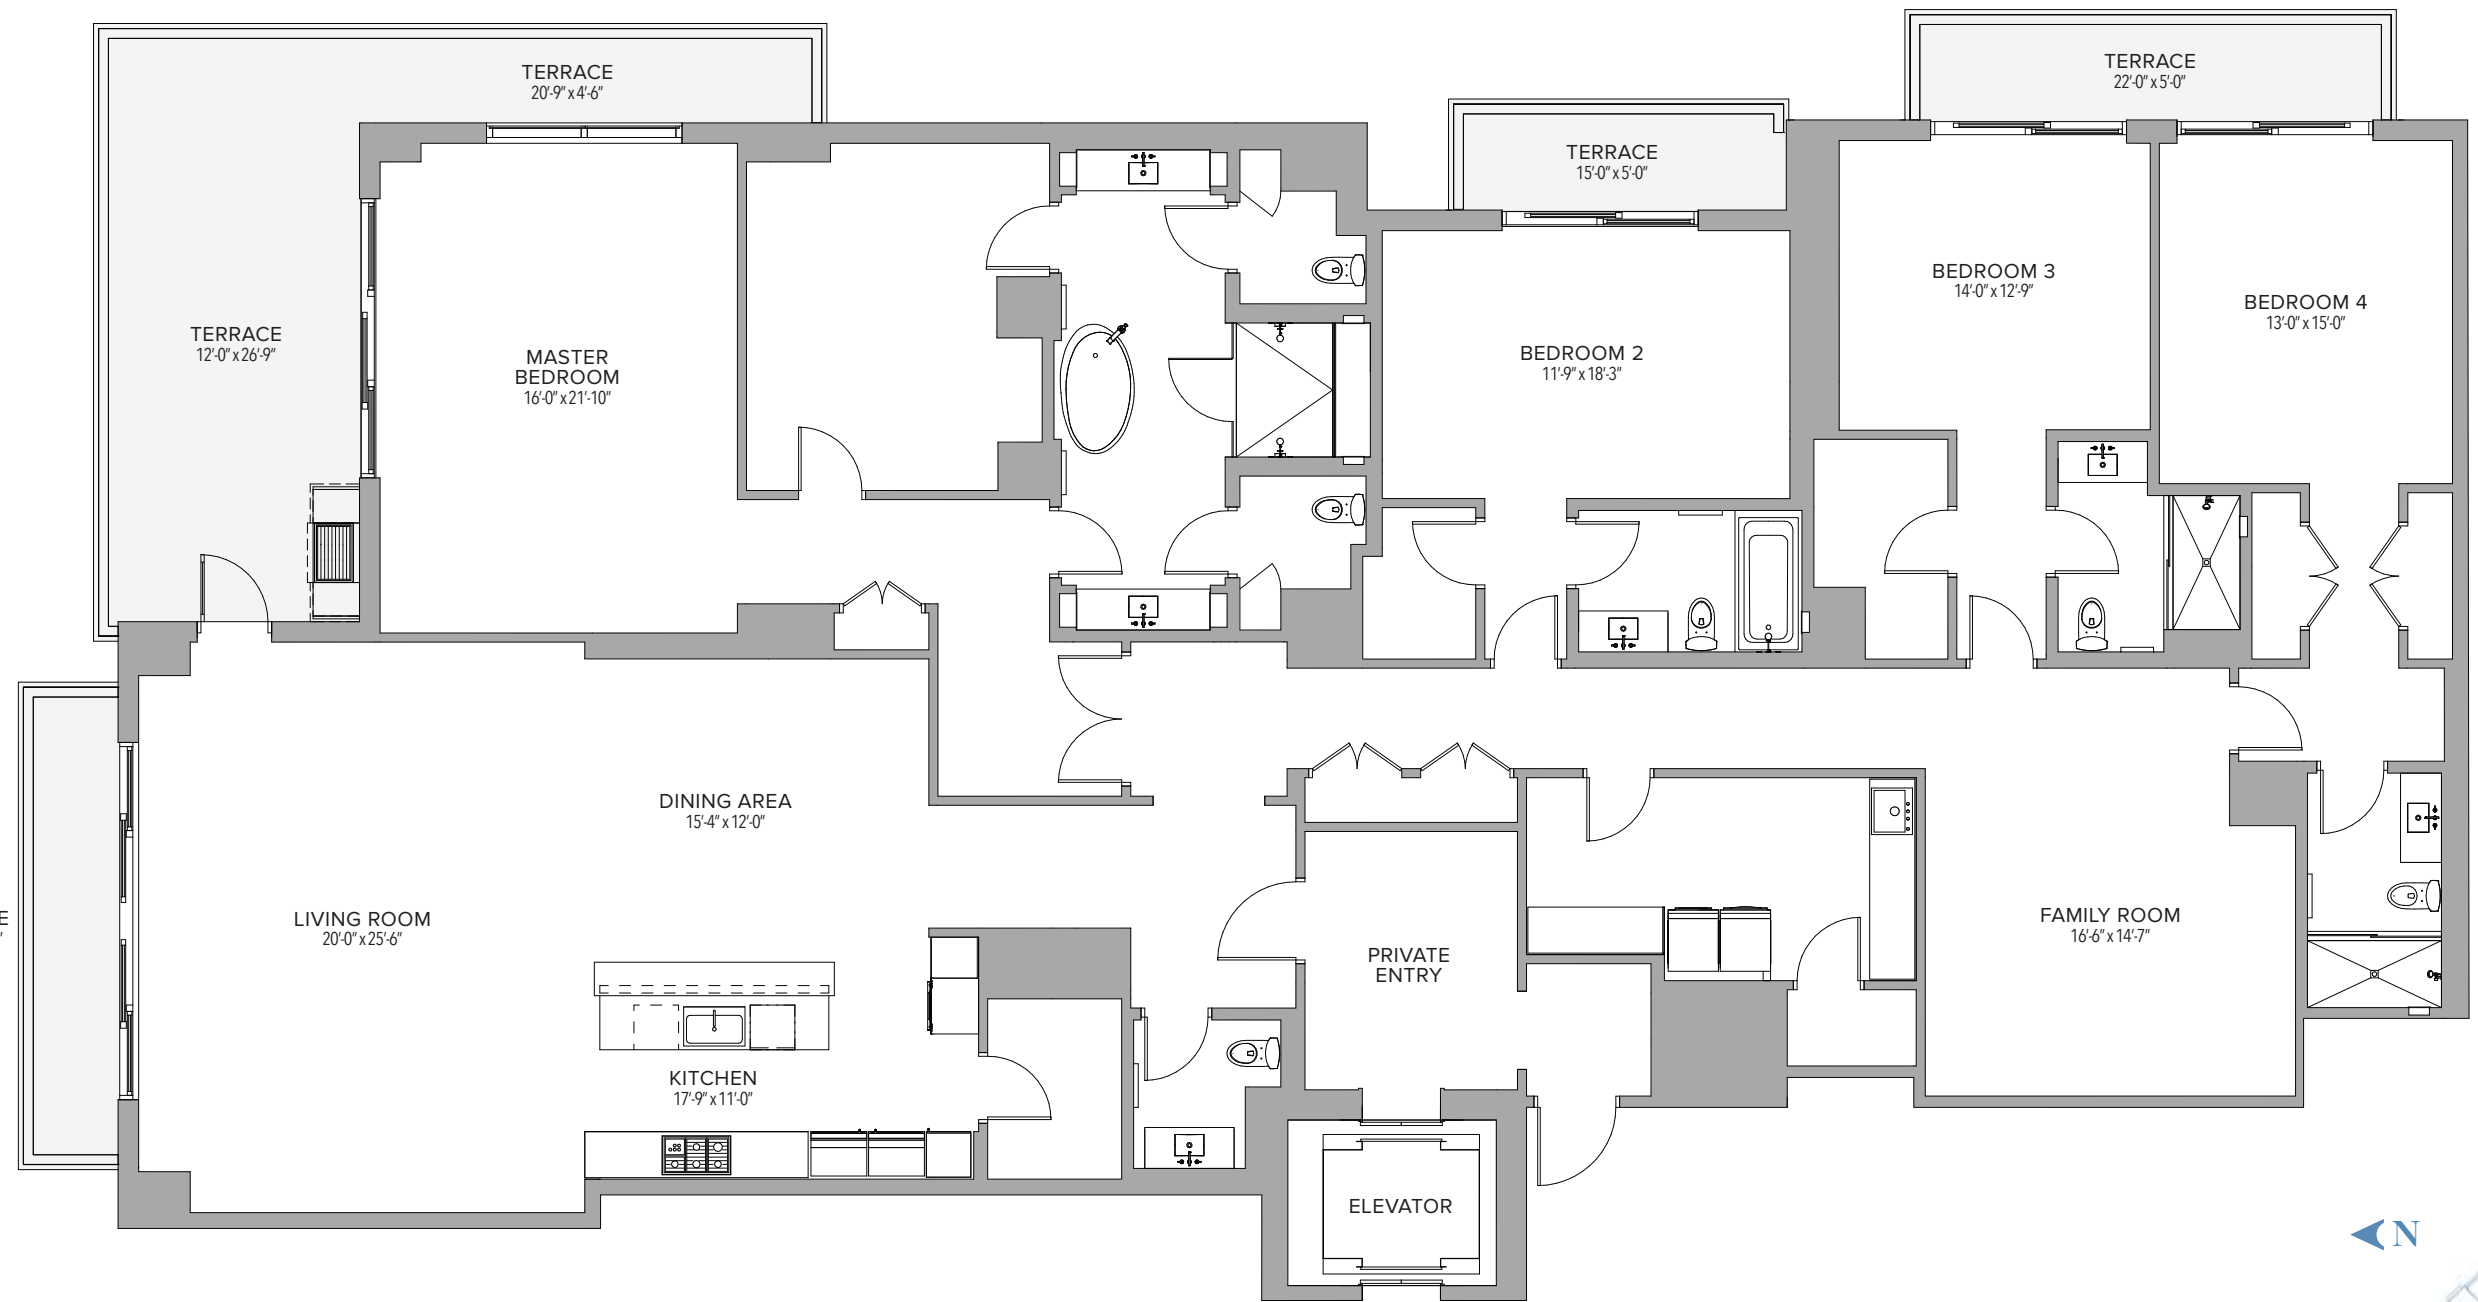 TERRACE
20'-9" x 4'-6"
TERRACE
22'-0" x 5'-0"
TERRACE
15'-0" x 5'-0"
TERRACE
12'-0" x 26'-9"
MASTER
BEDROOM
16'-0" x 21'-10"
BEDROOM 2
11'-9" x 18'-3"
BEDROOM 3
14'-0" x 12'-9"
BEDROOM 4
13'-0" x 15'-0"
DINING AREA
15'-4" x 12'-0"
LIVING ROOM
20'-0" x 25'-6"
KITCHEN
17'-9" x 11'-0"
PRIVATE
ENTRY
FAMILY ROOM
16'-6" x 14'-7"
ELEVATOR
N